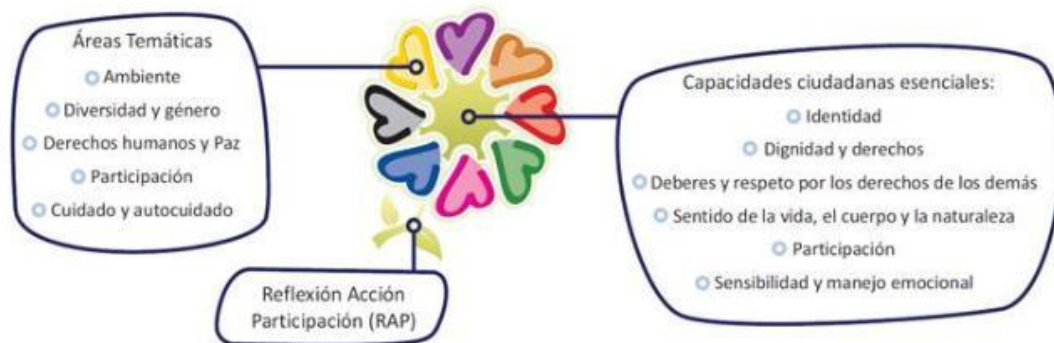 Áreas Temáticas
Ambiente
Diversidad y género
Derechos humanos y Paz
Participación
Cuidado y autocuidado
Capacidades ciudadanas esenciales:
Identidad
Dignidad y derechos
Deberes y respeto por los derechos de los demás
Sentido de la vida, el cuerpo y la naturaleza
Participación
Sensibilidad y manejo emocional
Reflexión Acción
Participación (RAP)